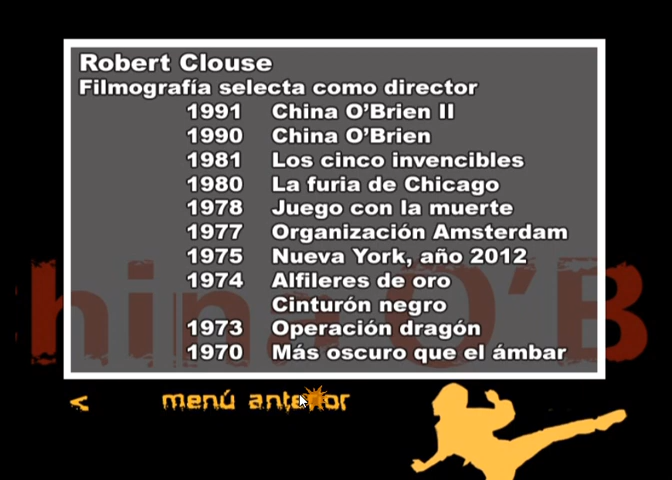 Robert Clouse
Filmografía selecta como director
1991 China O’Brien II
1990 China O’Brien
1981 Los cinco invencibles
1980 La furia de Chicago
1978 Juego con la muerte
1977 Organización Amsterdam
1975 Nueva York, año 2012
1974 Alfileres de oro
Cinturón negro
1973 Operación dragón
1970 Más oscuro que el ámbar
hina O’B
< menú anterior